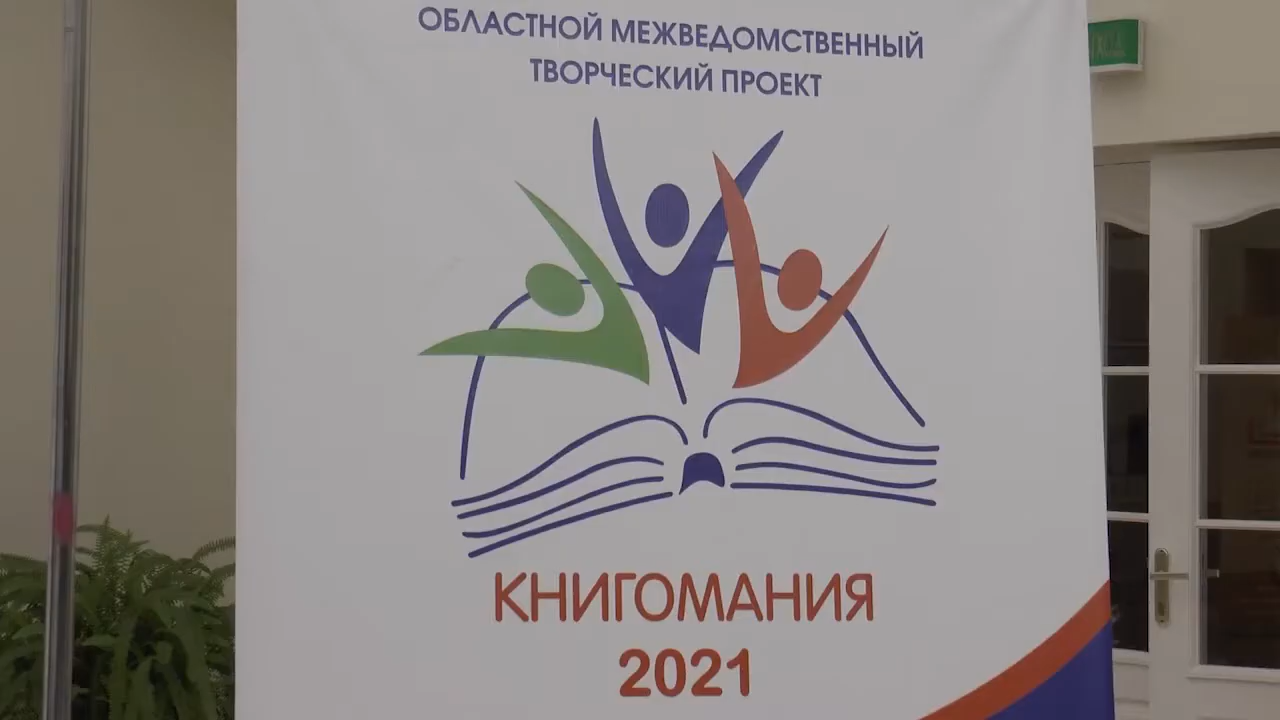 ОБЛАСТНОЙ МЕЖВЕДОМСТВЕННЫЙ
ТВОРЧЕСКИЙ ПРОЕКТ
КНИГОМАНИЯ
2021